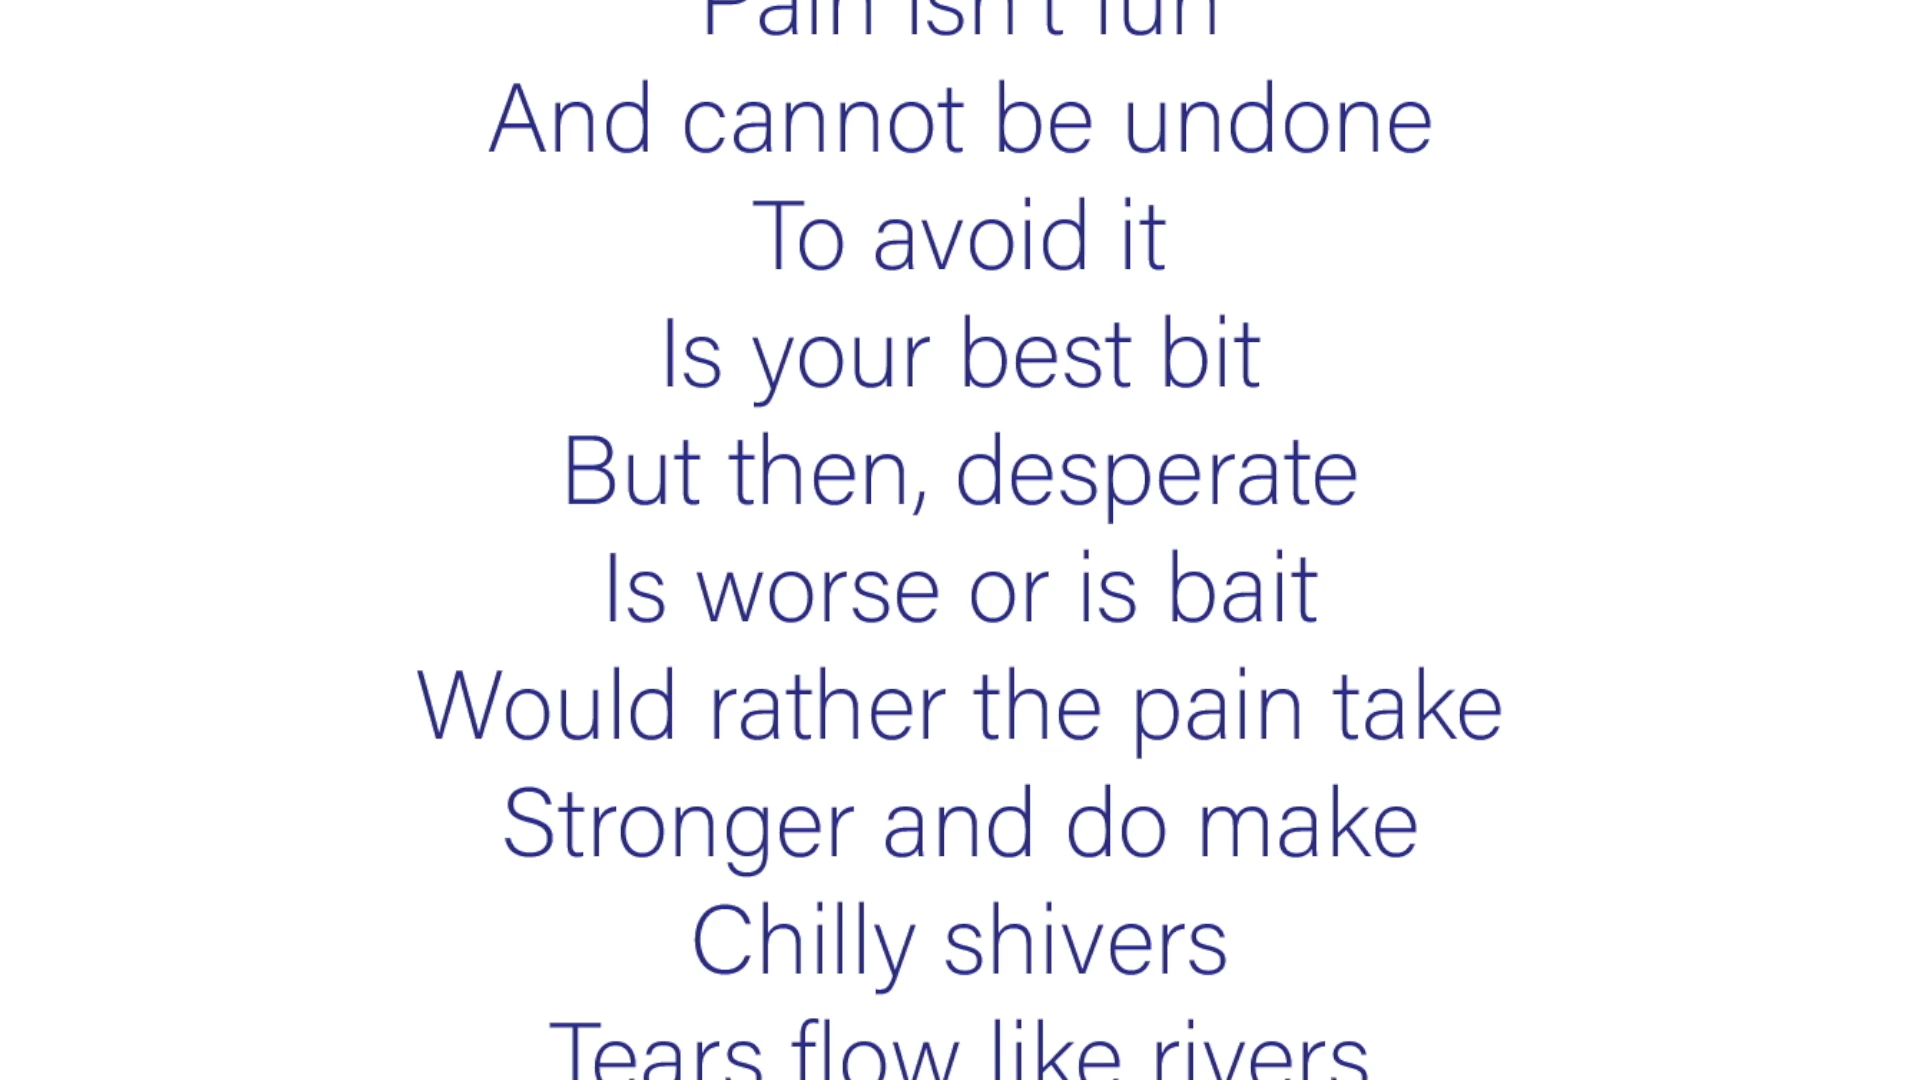 Pain isn't fun
And cannot be undone
To avoid it
Is your best bit
But then, desperate
Is worse or is bait
Would rather the pain take
Stronger and do make
Chilly shivers
Tears flow like rivers